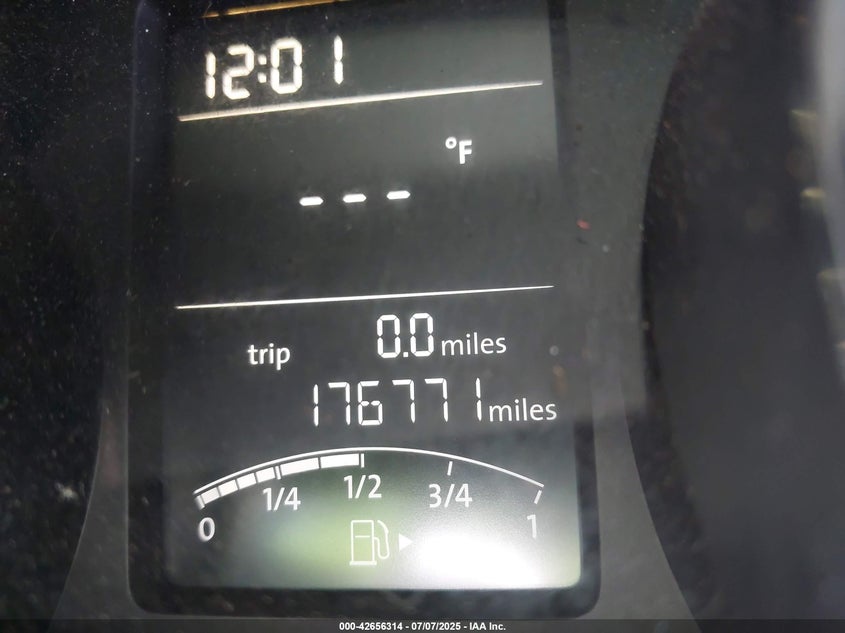 12:01
°F
- - -
trip 0.0 miles
176771 miles
0 1/4 1/2 3/4 1
000-42656314 - 07/07/2025 - IAA Inc.